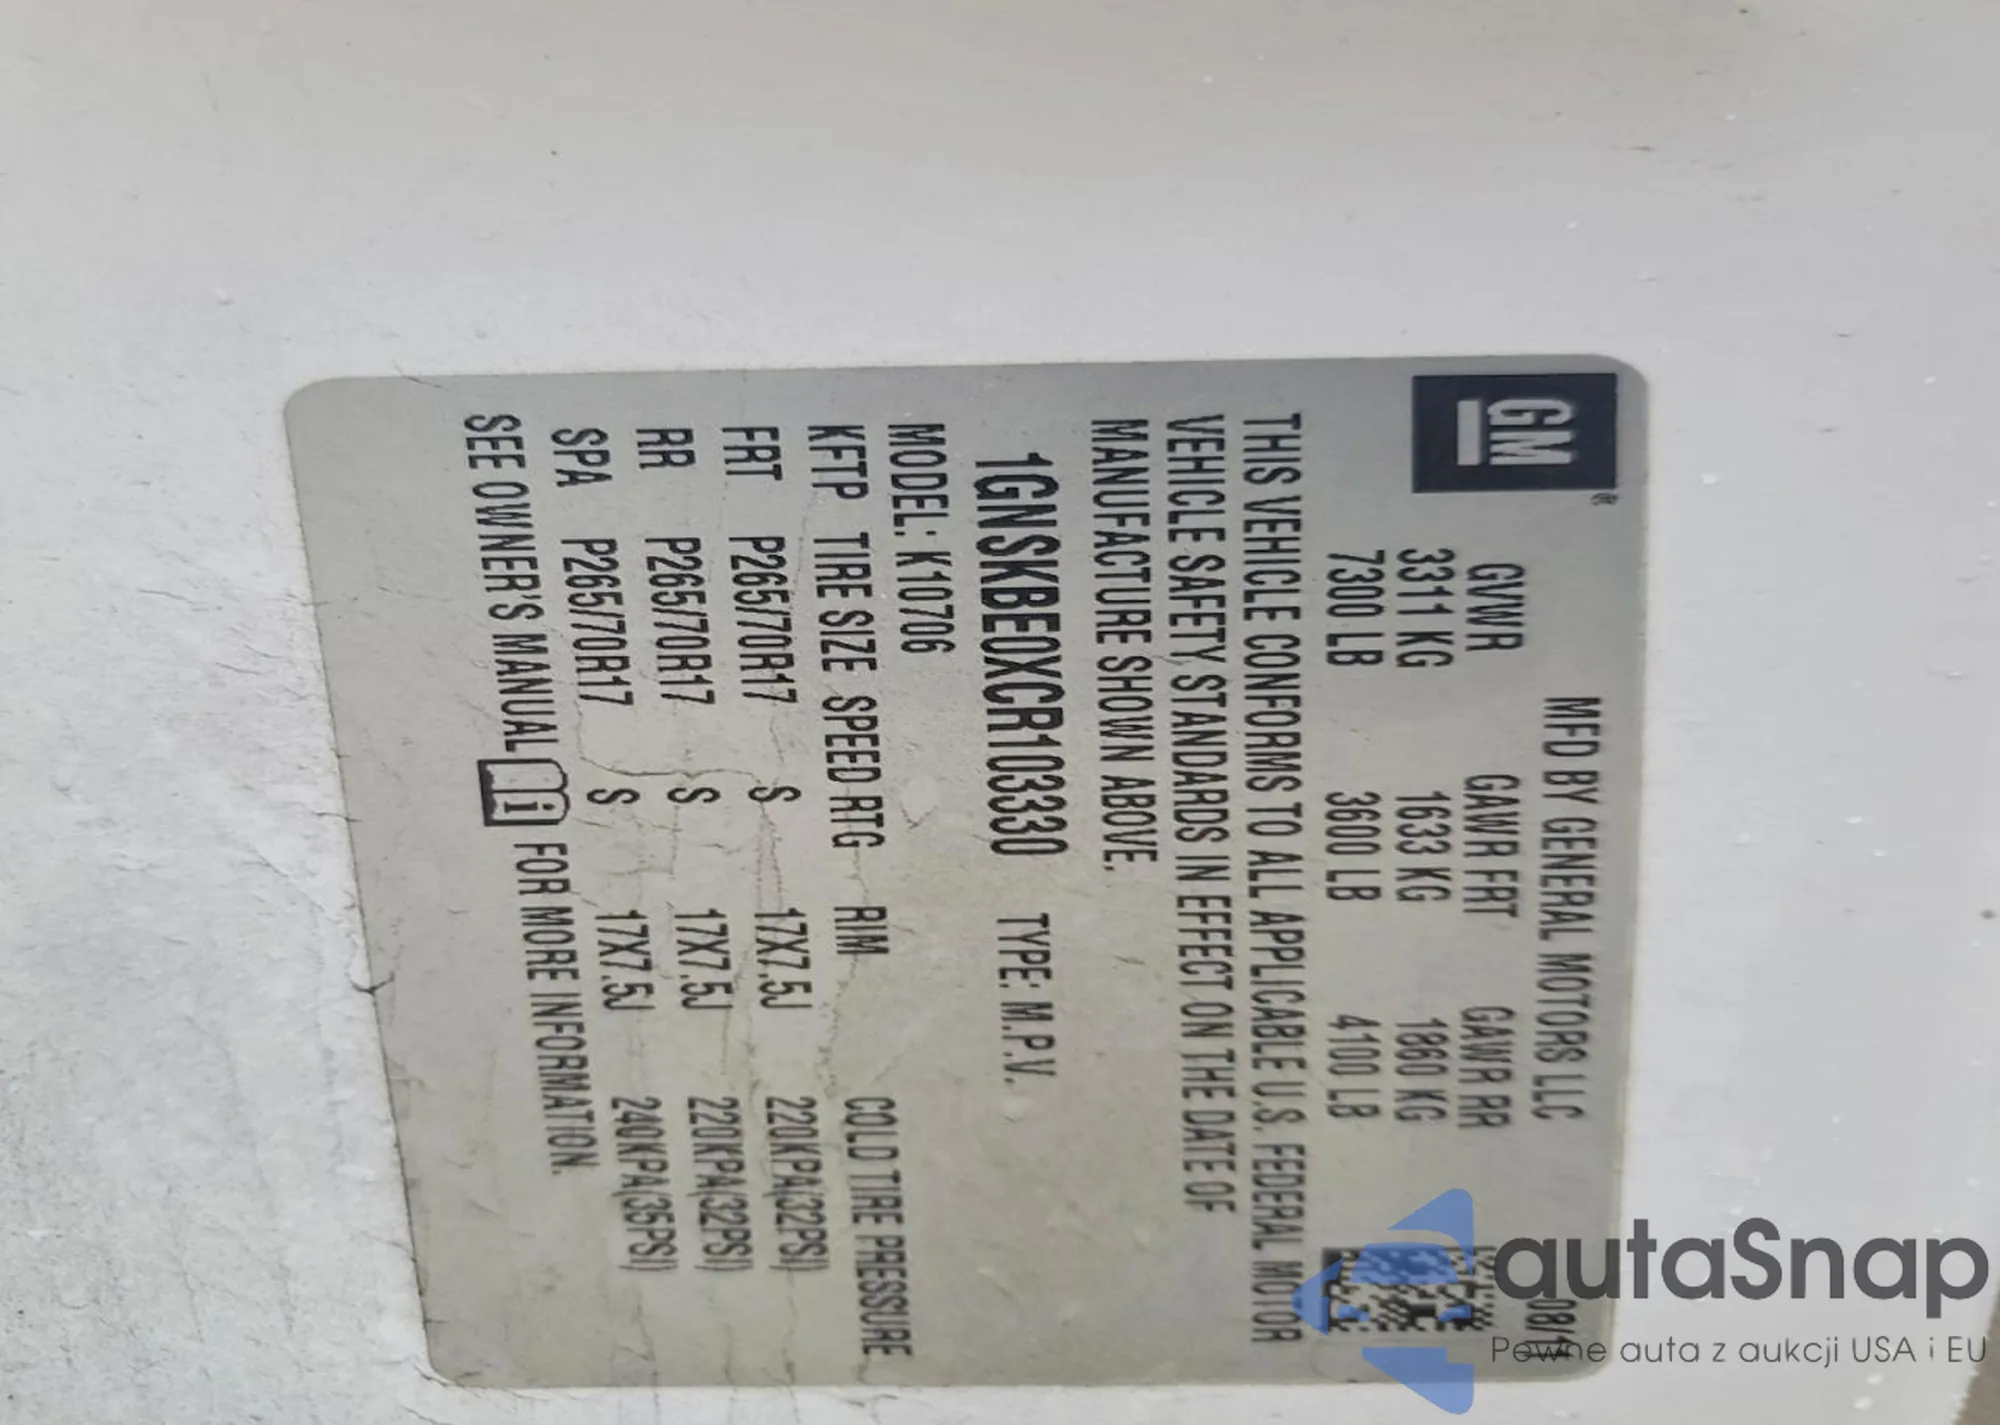 GM®
MFD BY GENERAL MOTORS LLC
08/1
GVWR GAWR FRT GAWR RR
3311 KG 1633 KG 1860 KG
7300 LB 3600 LB 4100 LB
THIS VEHICLE CONFORMS TO ALL APPLICABLE U.S. FEDERAL MOTOR
VEHICLE SAFETY STANDARDS IN EFFECT ON THE DATE OF
MANUFACTURE SHOWN ABOVE.
1GNSKBE0XCR103330 TYPE: M.P.V.
MODEL: K10706
KFTP TIRE SIZE SPEED RTG RIM COLD TIRE PRESSURE
FRT P265/70R17 S 17X7.5J 220KPA(32PSI)
RR P265/70R17 S 17X7.5J 220KPA(32PSI)
SPA P265/70R17 S 17X7.5J 240KPA(35PSI)
SEE OWNER'S MANUAL i FOR MORE INFORMATION.
autaSnap
Pewne auta z aukcji USA i EU